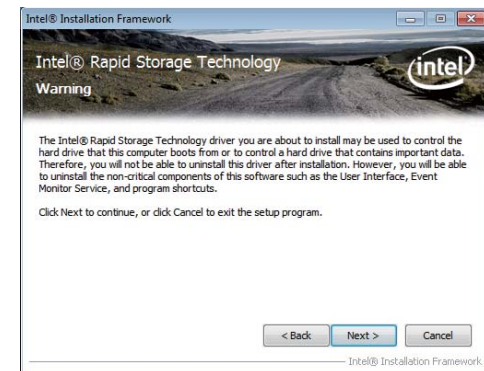 Intel® Installation Framework
Intel® Rapid Storage Technology
Warning
intel
The Intel® Rapid Storage Technology driver you are about to install may be used to control the
hard drive that this computer boots from or to control a hard drive that contains important data.
Therefore, you will not be able to uninstall this driver after installation. However, you will be able
to uninstall the non-critical components of this software such as the User Interface, Event
Monitor Service, and program shortcuts.
Click Next to continue, or click Cancel to exit the setup program.
< Back Next > Cancel
Intel® Installation Framework